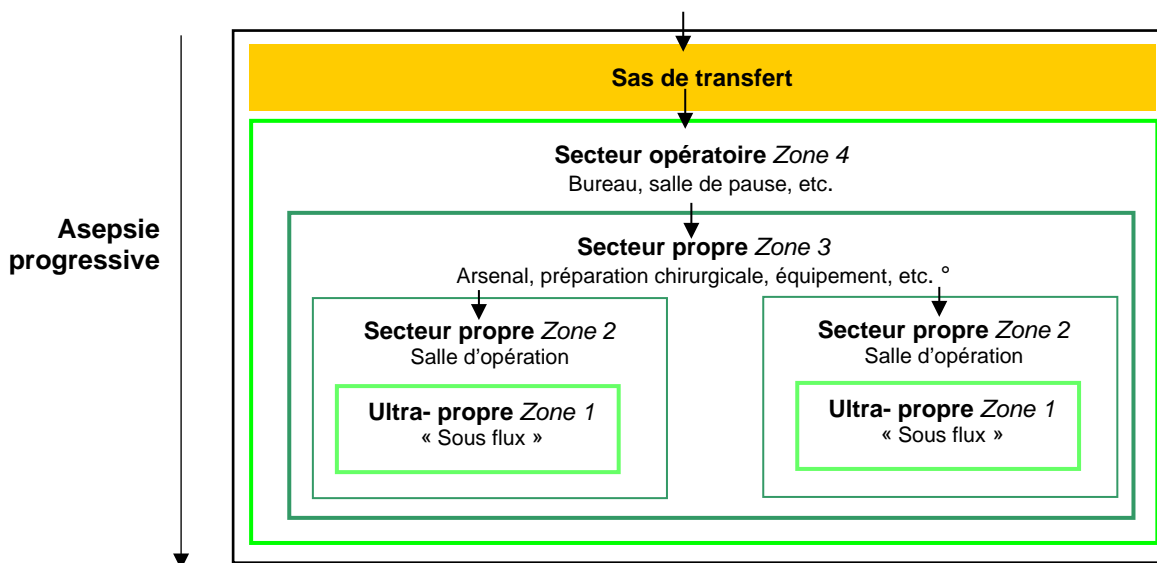 Sas de transfert
Secteur opératoire Zone 4
Bureau, salle de pause, etc.
Asepsie
progressive
Secteur propre Zone 3
Arsenal, préparation chirurgicale, équipement, etc. °
Secteur propre Zone 2
Salle d’opération
Ultra- propre Zone 1
« Sous flux »
Secteur propre Zone 2
Salle d’opération
Ultra- propre Zone 1
« Sous flux »